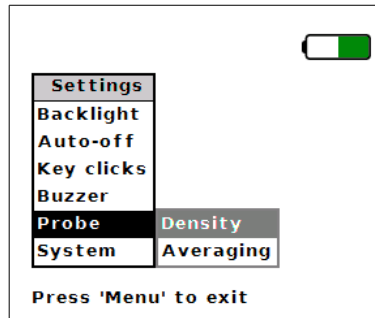 Settings
Backlight
Auto-off
Key clicks
Buzzer
Probe Density
System Averaging
Press 'Menu' to exit